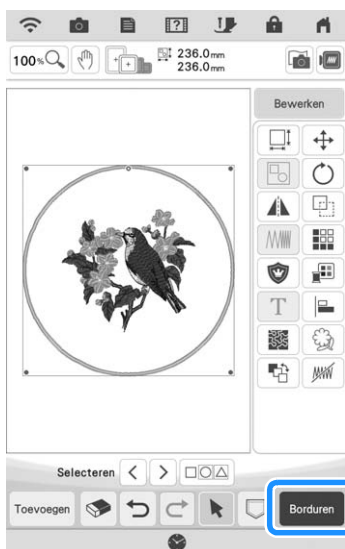 100% 236.0mm
236.0mm
Bewerken
T
Selecteren
Toevoegen Borduren